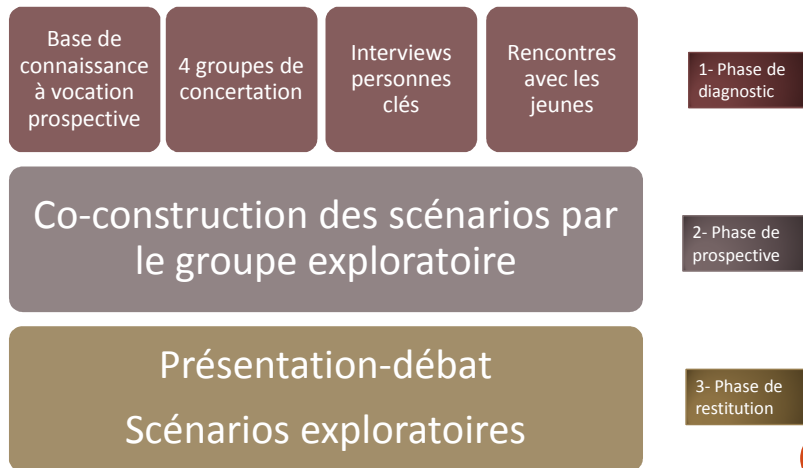 Base de
connaissance
à vocation
prospective
4 groupes de
concertation
Interviews
personnes
clés
Rencontres
avec les
jeunes
1- Phase de
diagnostic
Co-construction des scénarios par
le groupe exploratoire
2- Phase de
prospective
Présentation-débat
Scénarios exploratoires
3- Phase de
restitution